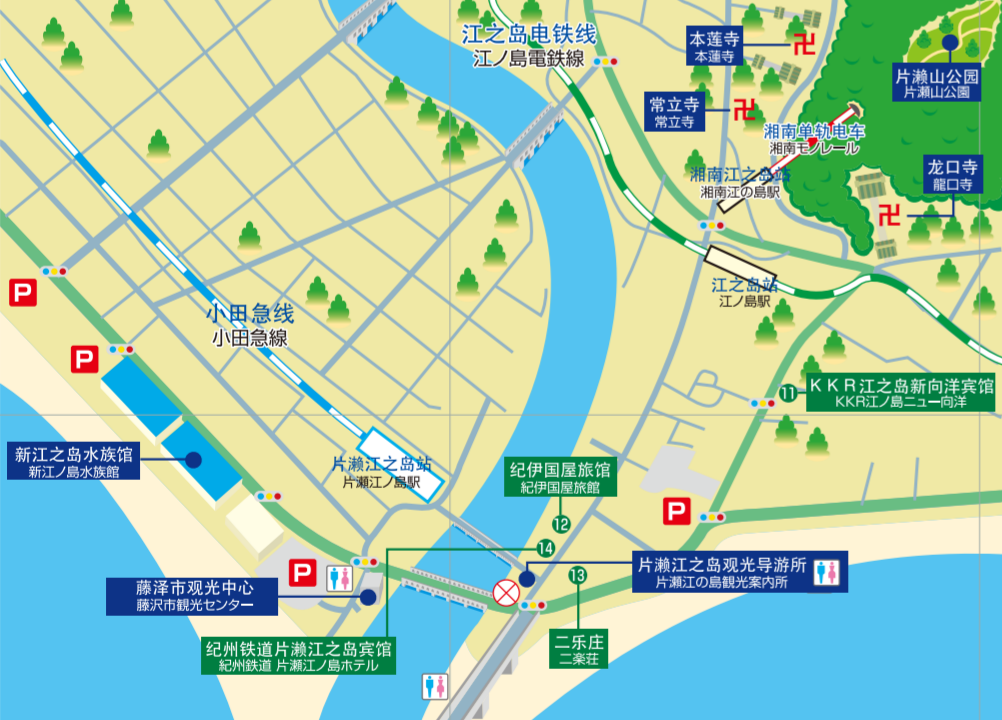 江之岛电铁线
江ノ島電鉄線
本莲寺
本蓮寺
卍
片濑山公园
片瀬山公園
常立寺
常立寺
卍
湘南单轨电车
湘南モノレール
湘南江之岛站
湘南江の島駅
龙口寺
龍口寺
卍
P
江之岛站
江ノ島駅
小田急线
小田急線
P
11
KKR江之岛新向洋宾馆
KKR江ノ島ニュー向洋
新江之岛水族馆
新江ノ島水族館
片濑江之岛站
片瀬江ノ島駅
纪伊国屋旅馆
紀伊国屋旅館
12
P
14
P
13
片濑江之岛观光导游所
片瀬江の島観光案内所
藤泽市观光中心
藤沢市観光センター
纪州铁道片濑江之岛宾馆
紀州鉄道 片瀬江ノ島ホテル
二乐庄
二楽荘